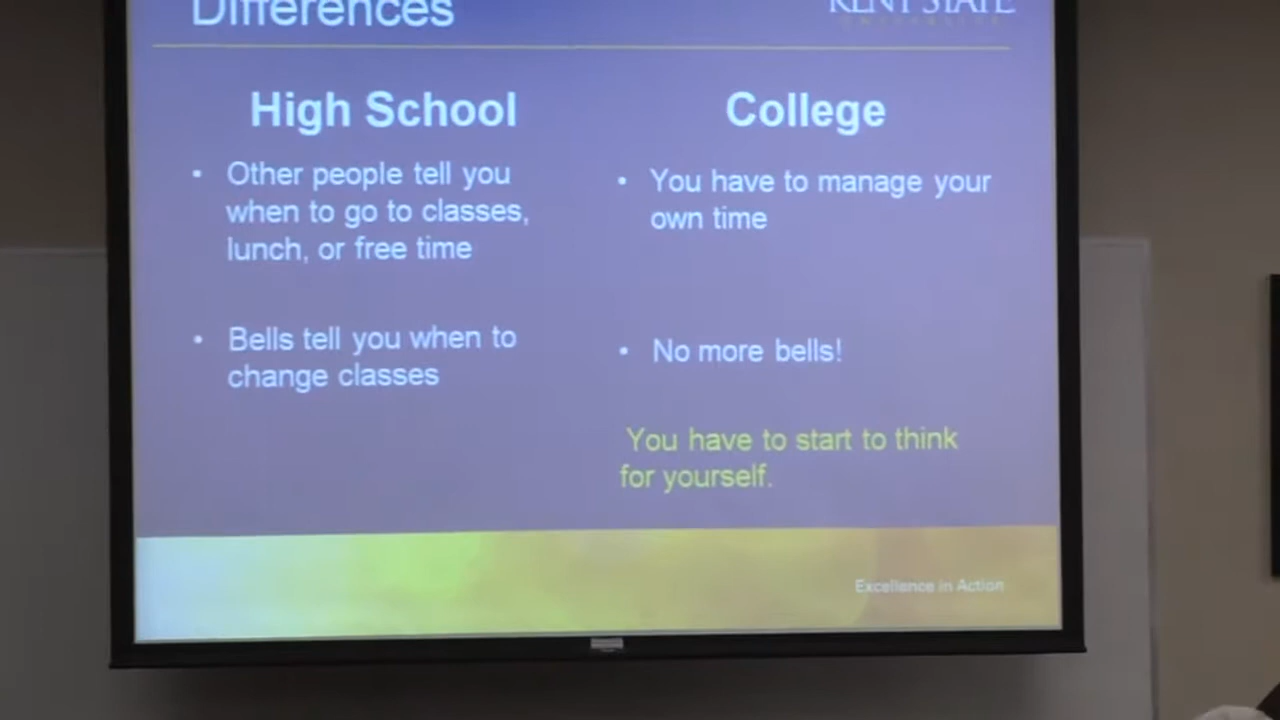 Differences
KENT STATE
High School
College
• Other people tell you
when to go to classes,
lunch, or free time
• You have to manage your
own time
• Bells tell you when to
change classes
• No more bells!
You have to start to think
for yourself.
Excellence in Action